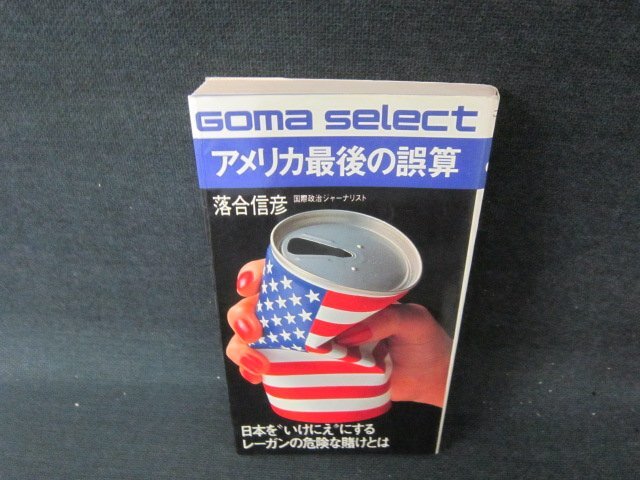 Goma select
アメリカ最後の誤算
落合信彦 国際政治ジャーナリスト
日本を〝いけにえ〟にする
レーガンの危険な賭けとは